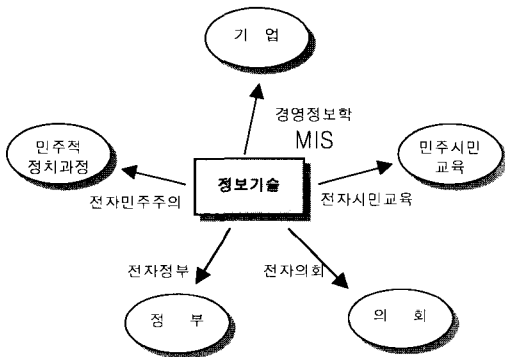 기 업
경영정보학
MIS
민주적
정치과정
민주시민
교육
정보기술
전자민주주의
전자시민교육
전자정부
전자의회
정 부
의 회